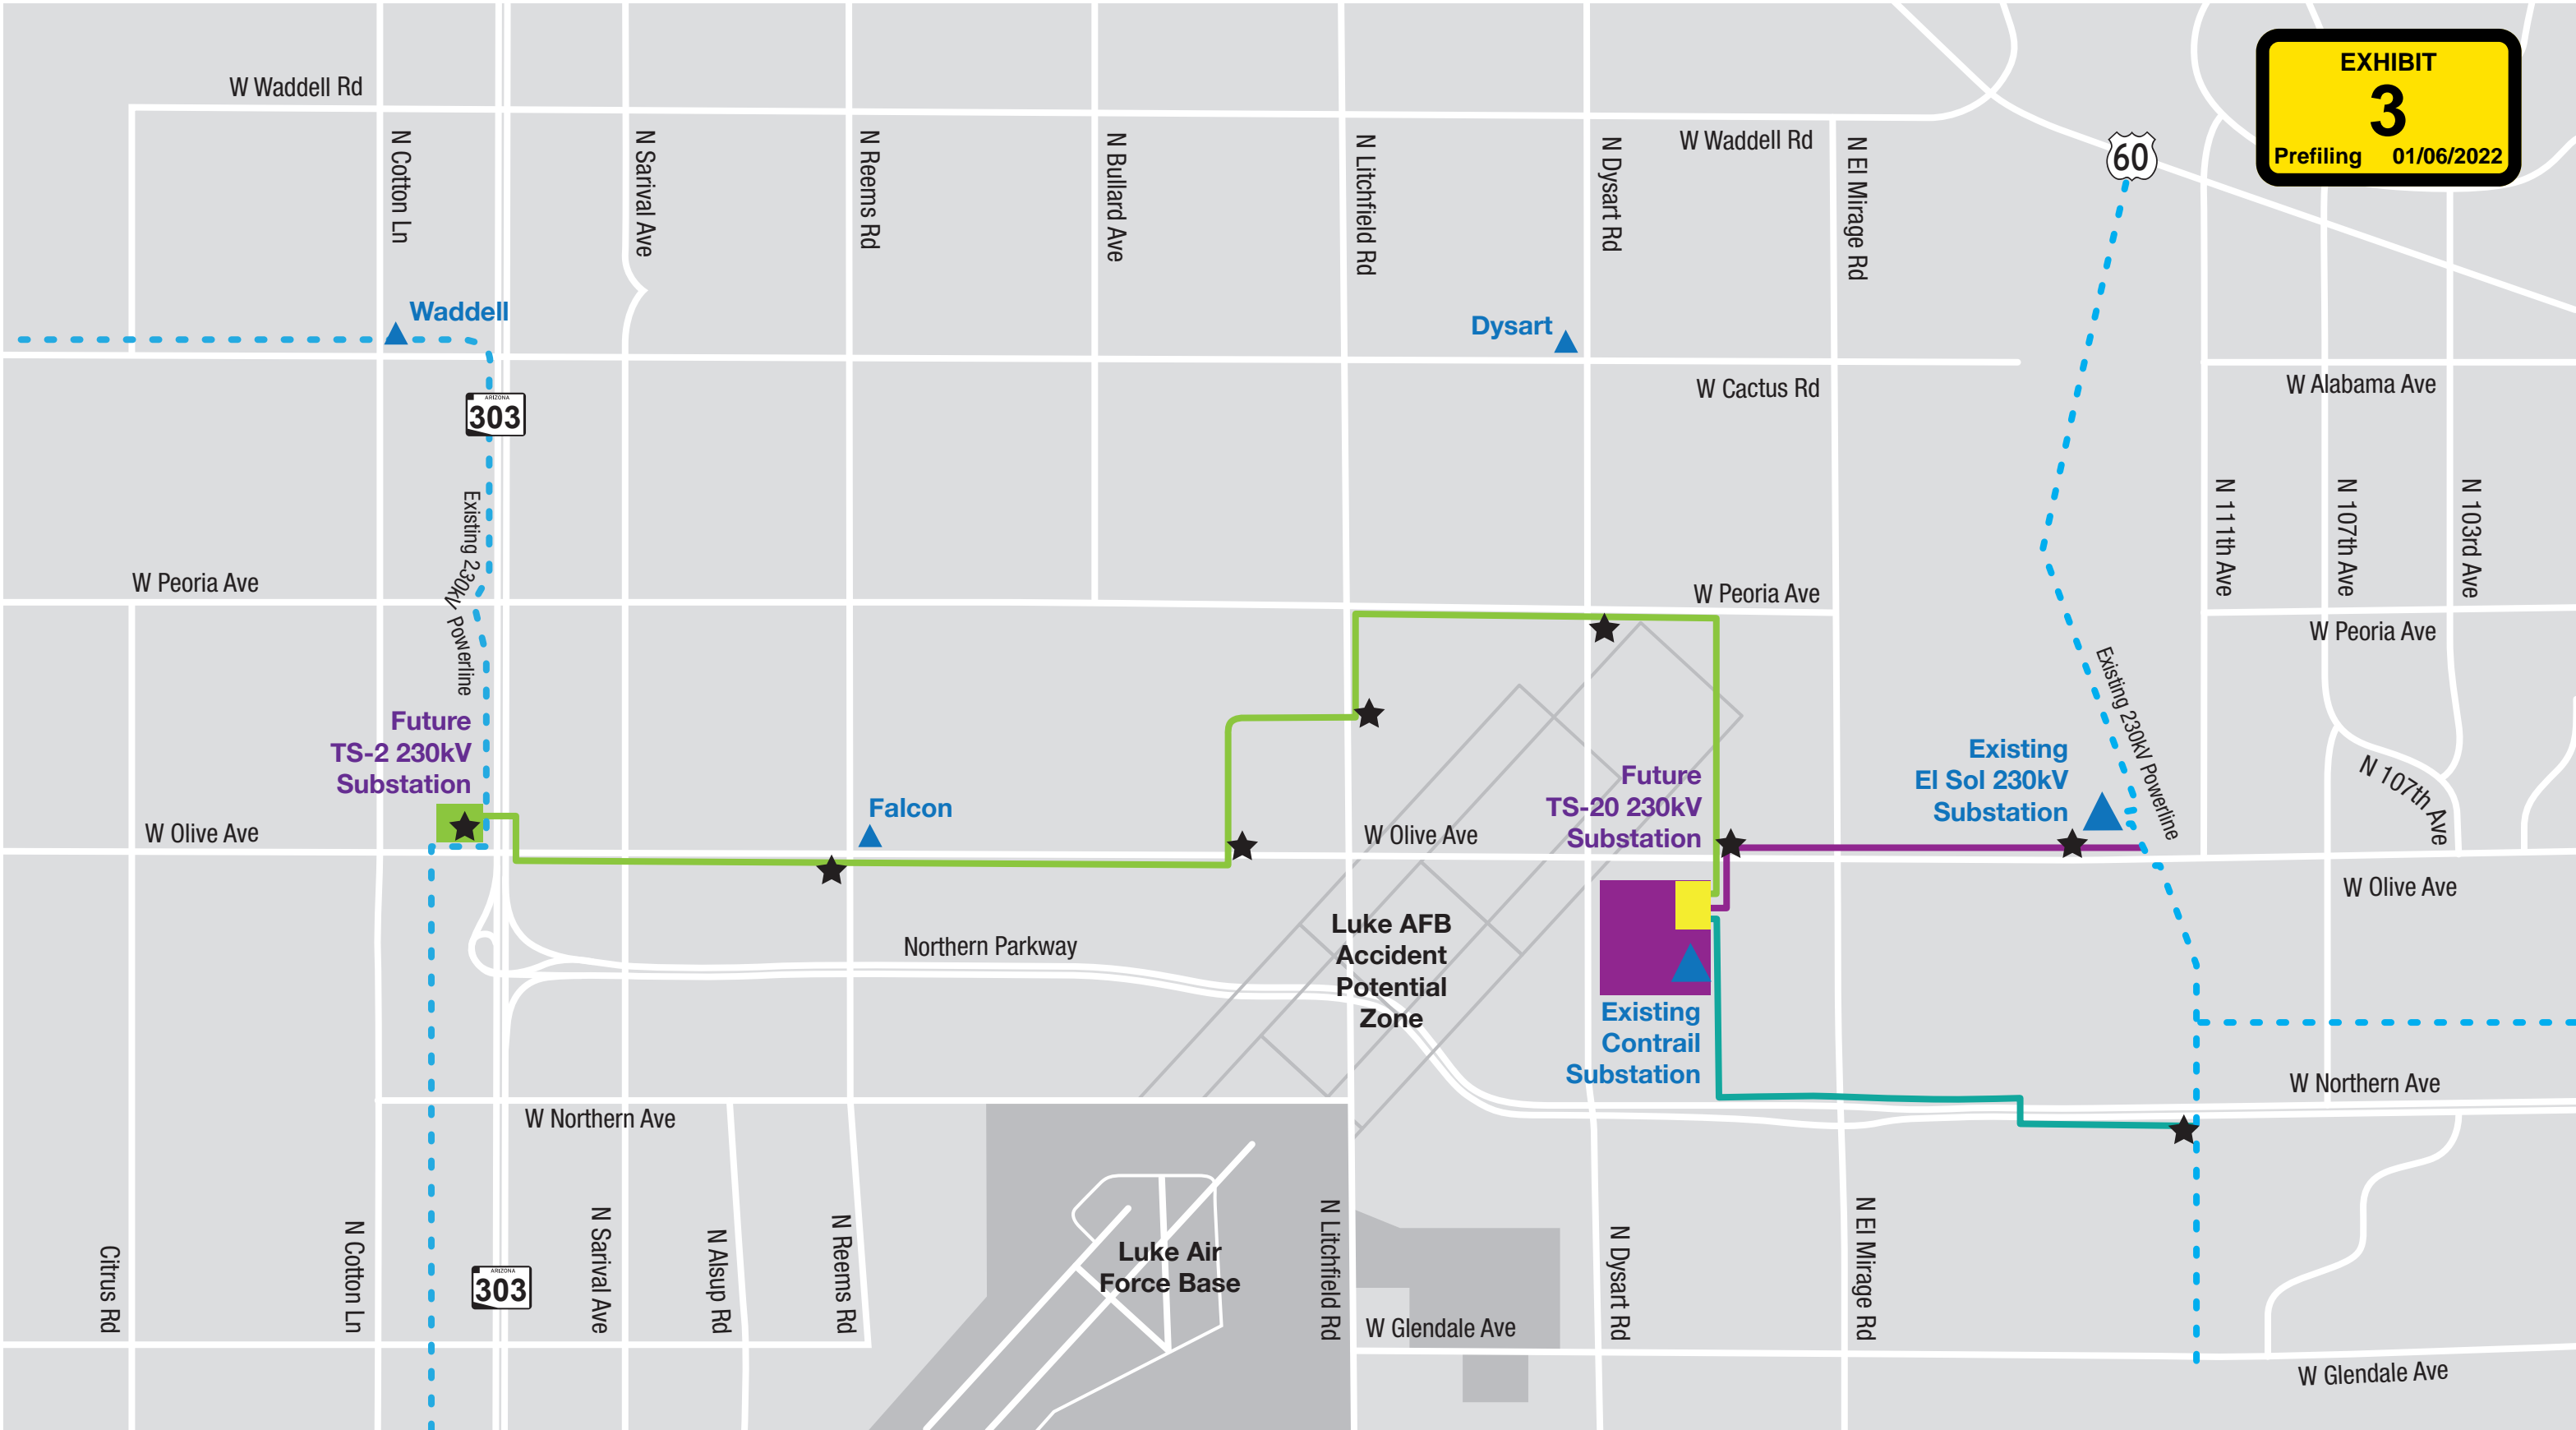 EXHIBIT
3
Prefiling 01/06/2022
W Waddell Rd
N Cotton Ln
N Sarival Ave
N Reems Rd
N Bullard Ave
N Litchfield Rd
N Dysart Rd
W Waddell Rd
N El Mirage Rd
60
Waddell
Dysart
ARIZONA
303
W Cactus Rd
W Alabama Ave
Existing 230kV Powerline
N 111th Ave
N 107th Ave
N 103rd Ave
W Peoria Ave
W Peoria Ave
W Peoria Ave
Existing 230kV Powerline
Future
TS-2 230kV
Substation
Future
TS-20 230kV
Substation
Existing
El Sol 230kV
Substation
N 107th Ave
Falcon
W Olive Ave
W Olive Ave
W Olive Ave
Northern Parkway
Luke AFB
Accident
Potential
Zone
Existing
Contrail
Substation
W Northern Ave
W Northern Ave
Citrus Rd
N Cotton Ln
ARIZONA
303
N Sarival Ave
N Alsup Rd
N Reems Rd
Luke Air
Force Base
N Litchfield Rd
W Glendale Ave
N Dysart Rd
N El Mirage Rd
W Glendale Ave